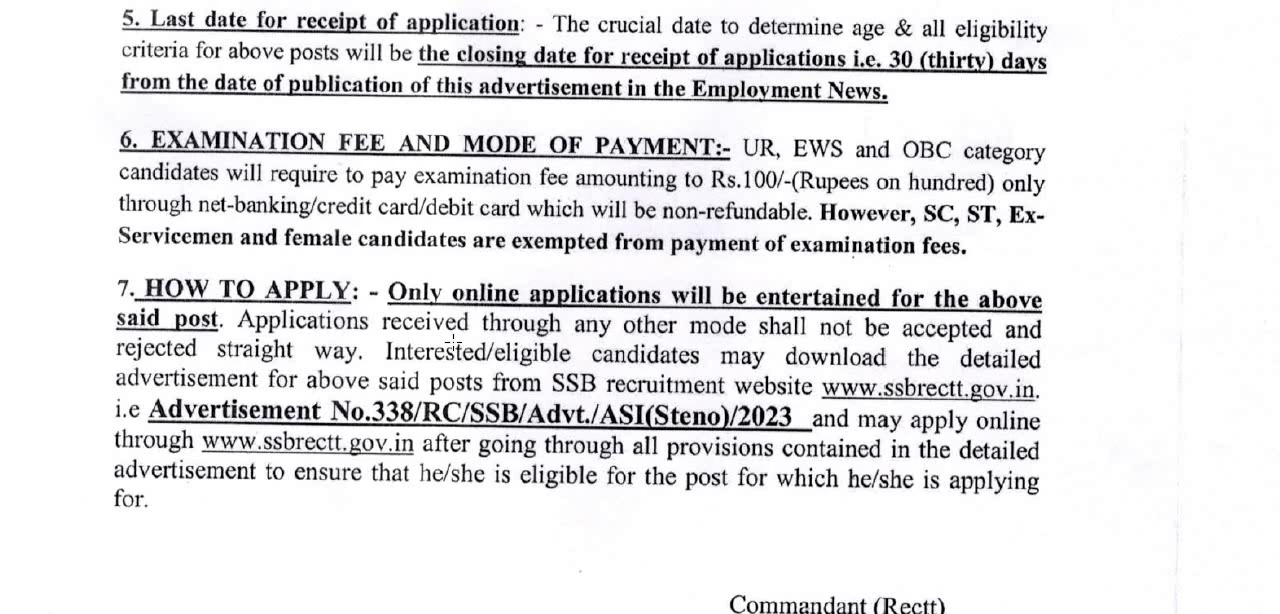 5. Last date for receipt of application: - The crucial date to determine age & all eligibility
criteria for above posts will be the closing date for receipt of applications i.e. 30 (thirty) days
from the date of publication of this advertisement in the Employment News.
6. EXAMINATION FEE AND MODE OF PAYMENT:- UR, EWS and OBC category
candidates will require to pay examination fee amounting to Rs.100/-(Rupees on hundred) only
through net-banking/credit card/debit card which will be non-refundable. However, SC, ST, Ex-
Servicemen and female candidates are exempted from payment of examination fees.
7. HOW TO APPLY: - Only online applications will be entertained for the above
said post. Applications received through any other mode shall not be accepted and
rejected straight way. Interested/eligible candidates may download the detailed
advertisement for above said posts from SSB recruitment website www.ssbrectt.gov.in.
i.e Advertisement No.338/RC/SSB/Advt./ASI(Steno)/2023 and may apply online
through www.ssbrectt.gov.in after going through all provisions contained in the detailed
advertisement to ensure that he/she is eligible for the post for which he/she is applying
for.
Commandant (Rectt)